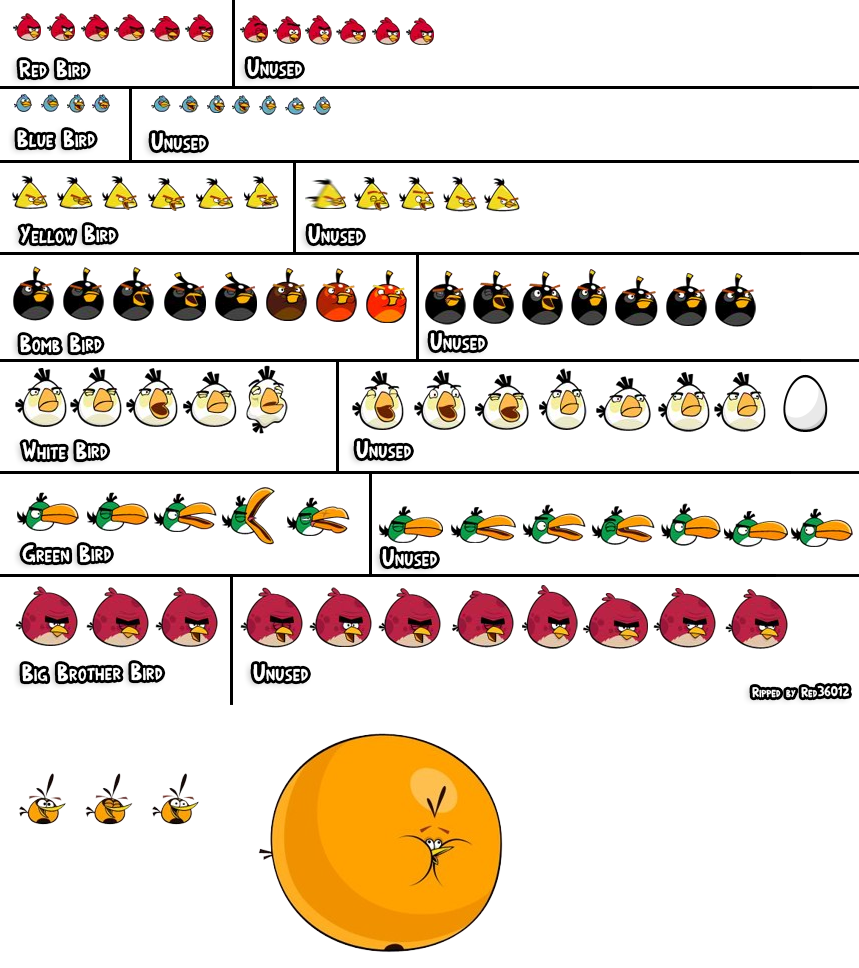 Red Bird
Unused
Blue Bird
Unused
Yellow Bird
Unused
Bomb Bird
Unused
White Bird
Unused
Green Bird
Unused
Big Brother Bird
Unused
Ripped by Red36012